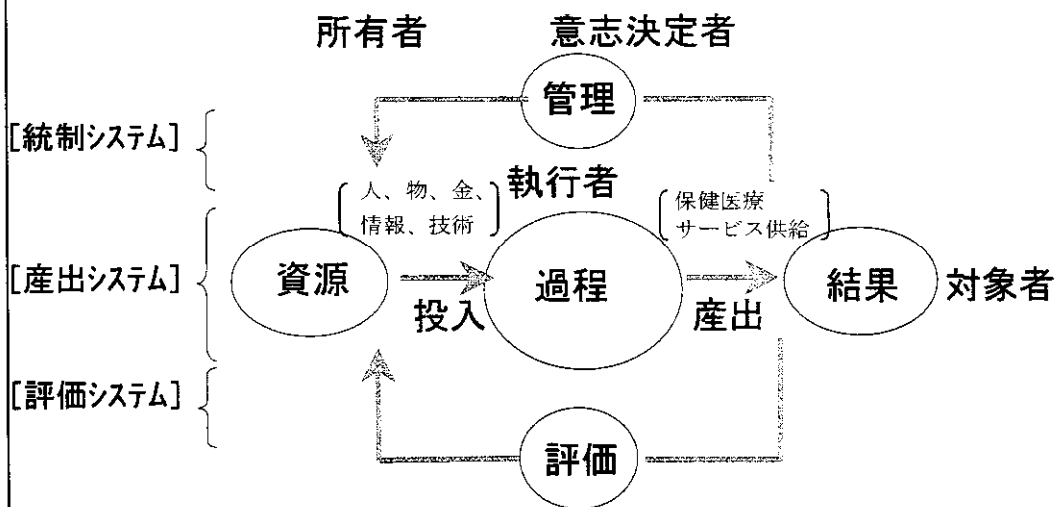 所有者
意志決定者
管理
[統制システム]
執行者
人、物、金、
情報、技術
保健医療
サービス供給
[産出システム]
資源
過程
結果
対象者
投入
産出
[評価システム]
評価